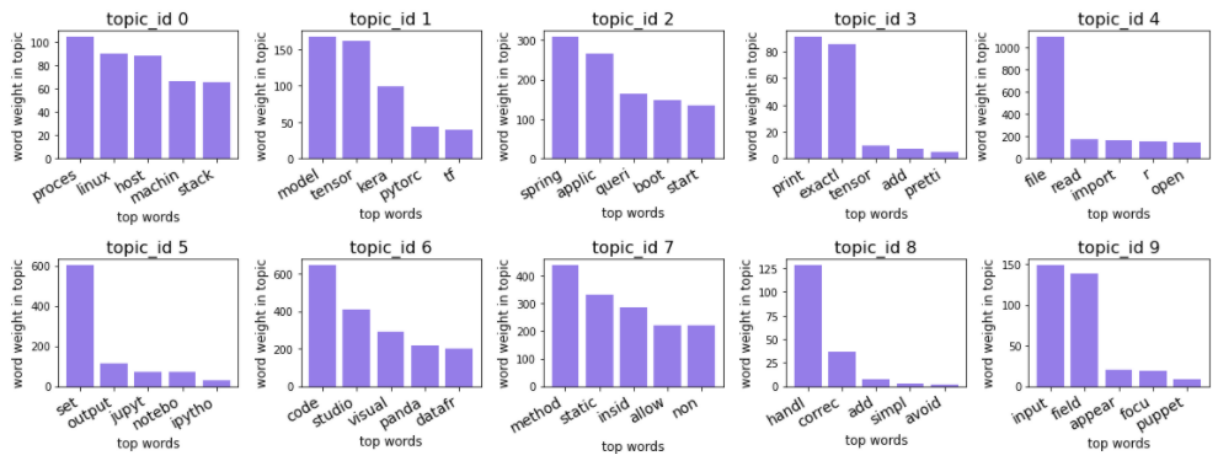 topic_id 0
word weight in topic
100
80
60
40
20
0
proces
linux
host
machin
stack
top words
topic_id 1
word weight in topic
150
100
50
0
model
tensor
kera
pytorc
tf
top words
topic_id 2
word weight in topic
300
200
100
0
spring
applic
queri
boot
start
top words
topic_id 3
word weight in topic
80
60
40
20
0
print
exactl
tensor
add
pretti
top words
topic_id 4
word weight in topic
1000
800
600
400
200
0
file
read
import
r
open
top words
topic_id 5
word weight in topic
600
400
200
0
set
output
jupyt
notebo
ipytho
top words
topic_id 6
word weight in topic
600
400
200
0
code
studio
visual
panda
datafr
top words
topic_id 7
word weight in topic
400
300
200
100
0
method
static
insid
allow
non
top words
topic_id 8
word weight in topic
125
100
75
50
25
0
handl
correc
add
simpl
avoid
top words
topic_id 9
word weight in topic
150
100
50
0
input
field
appear
focu
puppet
top words